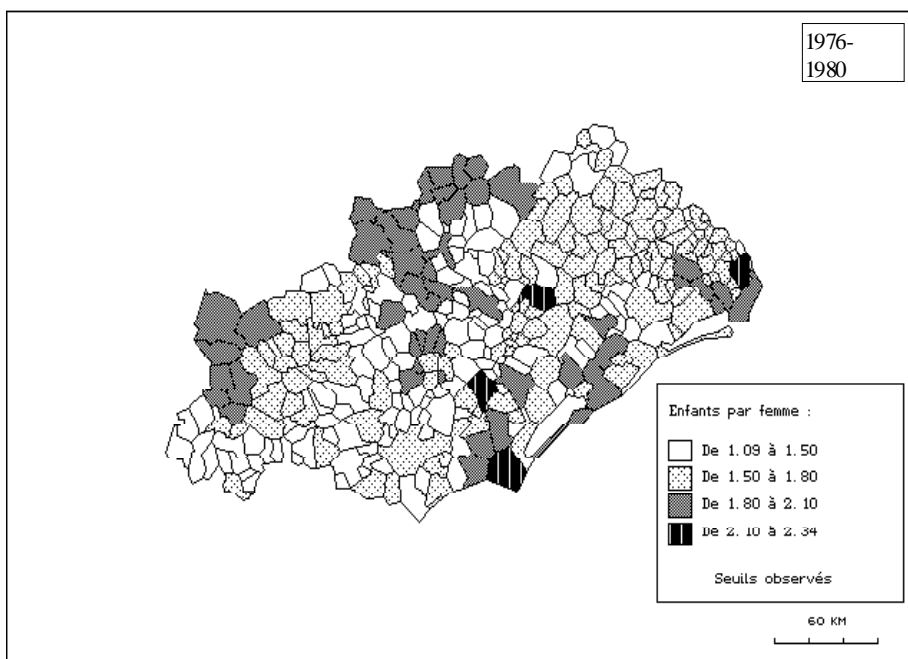 1976-
1980
Enfants par femme :
De 1.09 à 1.50
De 1.50 à 1.80
De 1.80 à 2.10
De 2.10 à 2.34
Seuils observés
60 KM